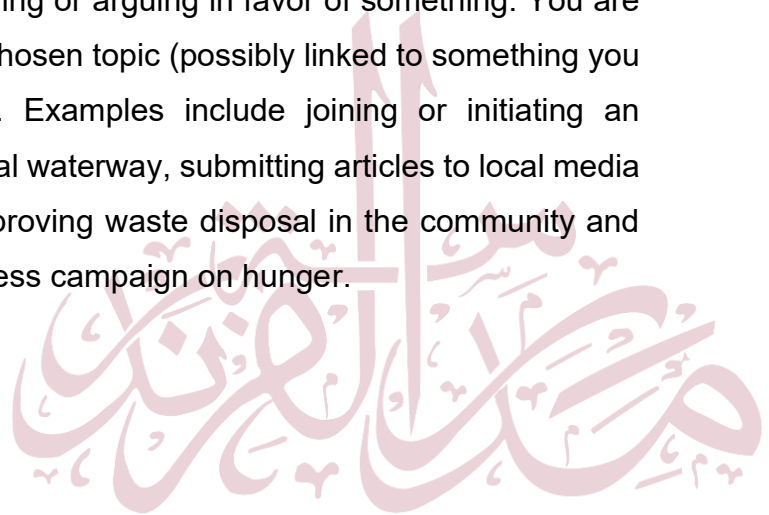 ing or arguing in favor of something. You are
hosen topic (possibly linked to something you
. Examples include joining or initiating an
al waterway, submitting articles to local media
proving waste disposal in the community and
ess campaign on hunger.